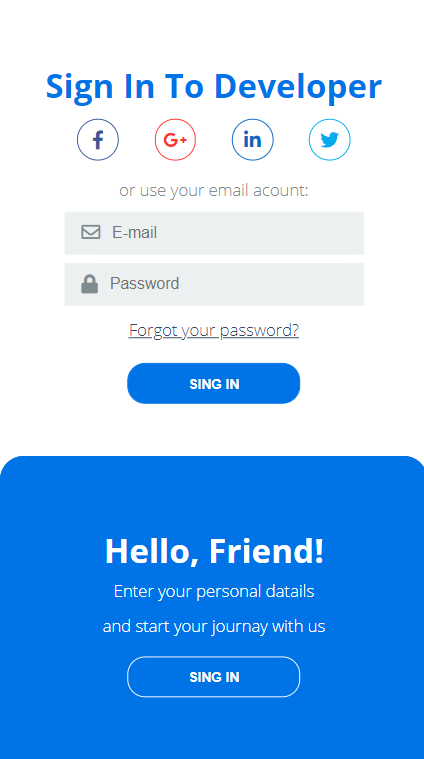 Sign In To Developer
f G+ in
or use your email acount:
E-mail
Password
Forgot your password?
SING IN
Hello, Friend!
Enter your personal datails
and start your journay with us
SING IN